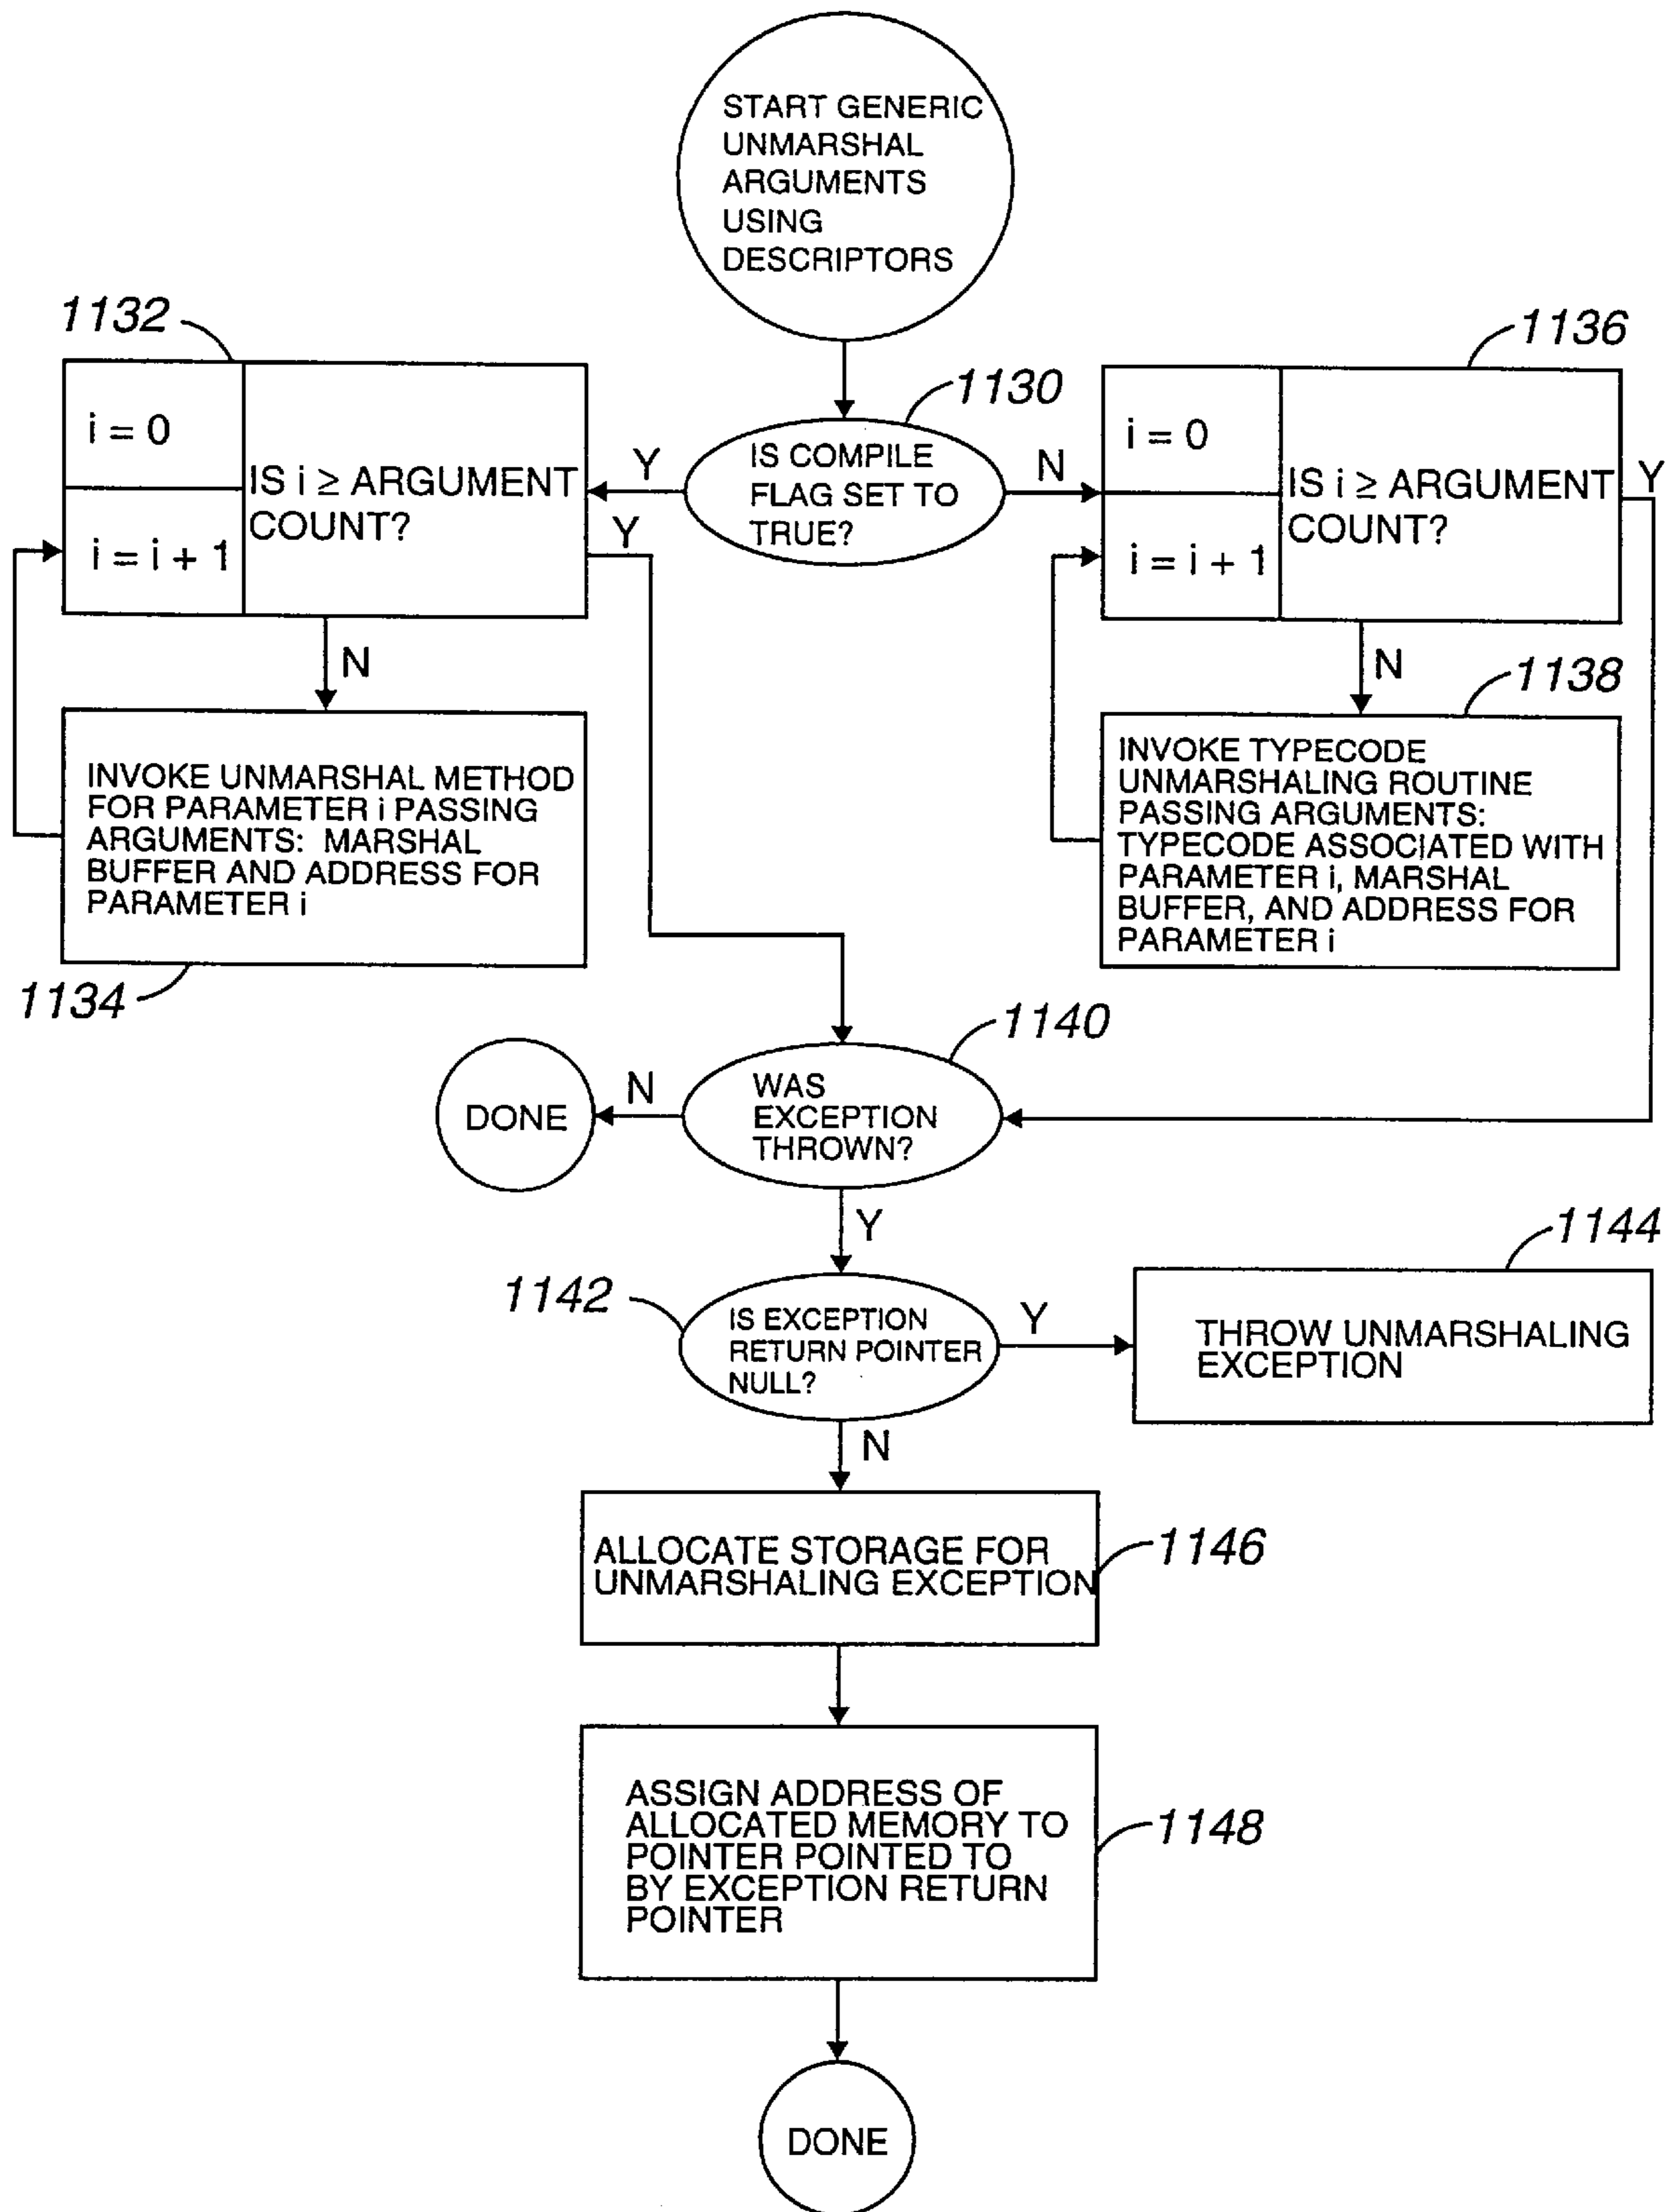 START GENERIC
UNMARSHAL
ARGUMENTS
USING
DESCRIPTORS
1132
1136
1130
i = 0
i = i + 1
IS i ≥ ARGUMENT
COUNT?
Y
IS COMPILE
FLAG SET TO
TRUE?
N
i = 0
i = i + 1
IS i ≥ ARGUMENT
COUNT?
Y
Y
N
N
1138
INVOKE UNMARSHAL METHOD
FOR PARAMETER i PASSING
ARGUMENTS: MARSHAL
BUFFER AND ADDRESS FOR
PARAMETER i
1134
INVOKE TYPECODE
UNMARSHALING ROUTINE
PASSING ARGUMENTS:
TYPECODE ASSOCIATED WITH
PARAMETER i, MARSHAL
BUFFER, AND ADDRESS FOR
PARAMETER i
1140
DONE
N
WAS
EXCEPTION
THROWN?
Y
1144
1142
IS EXCEPTION
RETURN POINTER
NULL?
Y
THROW UNMARSHALING
EXCEPTION
N
ALLOCATE STORAGE FOR
UNMARSHALING EXCEPTION
1146
ASSIGN ADDRESS OF
ALLOCATED MEMORY TO
POINTER POINTED TO
BY EXCEPTION RETURN
POINTER
1148
DONE